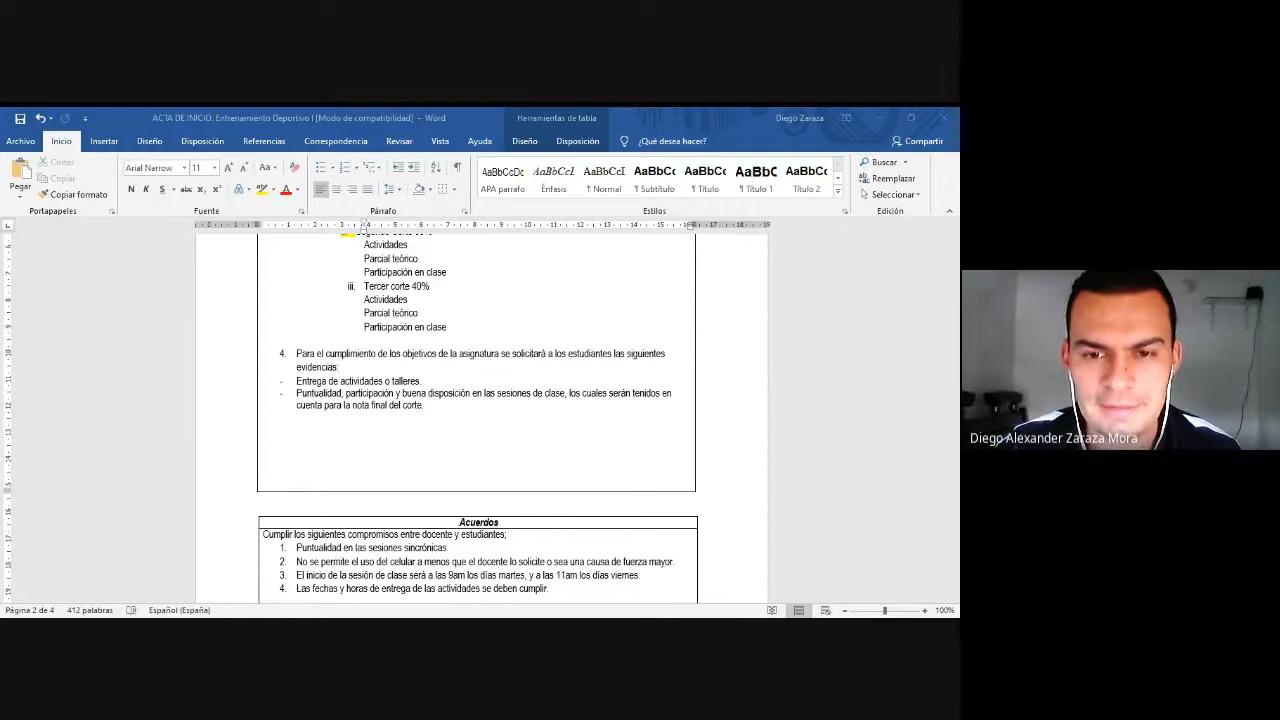 ACTA DE INICIO. Entrenamiento Deportivo I [Modo de compatibilidad] - Word
Herramientas de tabla
Diego Zaraza
Archivo Inicio Insertar Diseño Disposición Referencias Correspondencia Revisar Vista Ayuda Diseño Disposición ¿Qué desea hacer? Compartir
Pegar
Cortar
Copiar
Copiar formato
Portapapeles
Arial Narrow 11
Fuente
Párrafo
AaBbCcDc AaBbCcI AaBbCcI AaBbCc AaBbCc AaBbC AaBbCc
APA parrafo Énfasis ¶ Normal ¶ Subtítulo ¶ Título ¶ Título 1 Título 2
Estilos
Buscar
Reemplazar
Seleccionar
Edición
Actividades
Parcial teórico
Participación en clase
iii. Tercer corte 40%
Actividades
Parcial teórico
Participación en clase
4. Para el cumplimiento de los objetivos de la asignatura se solicitará a los estudiantes las siguientes
evidencias:
- Entrega de actividades o talleres.
- Puntualidad, participación y buena disposición en las sesiones de clase, los cuales serán tenidos en
cuenta para la nota final del corte.
Acuerdos
Cumplir los siguientes compromisos entre docente y estudiantes;
1. Puntualidad en las sesiones sincrónicas.
2. No se permite el uso del celular a menos que el docente lo solicite o sea una causa de fuerza mayor.
3. El inicio de la sesión de clase será a las 9am los días martes, y a las 11am los días viernes.
4. Las fechas y horas de entrega de las actividades se deben cumplir.
Página 2 de 4 412 palabras Español (España) 100%
Diego Alexander Zaraza Mora